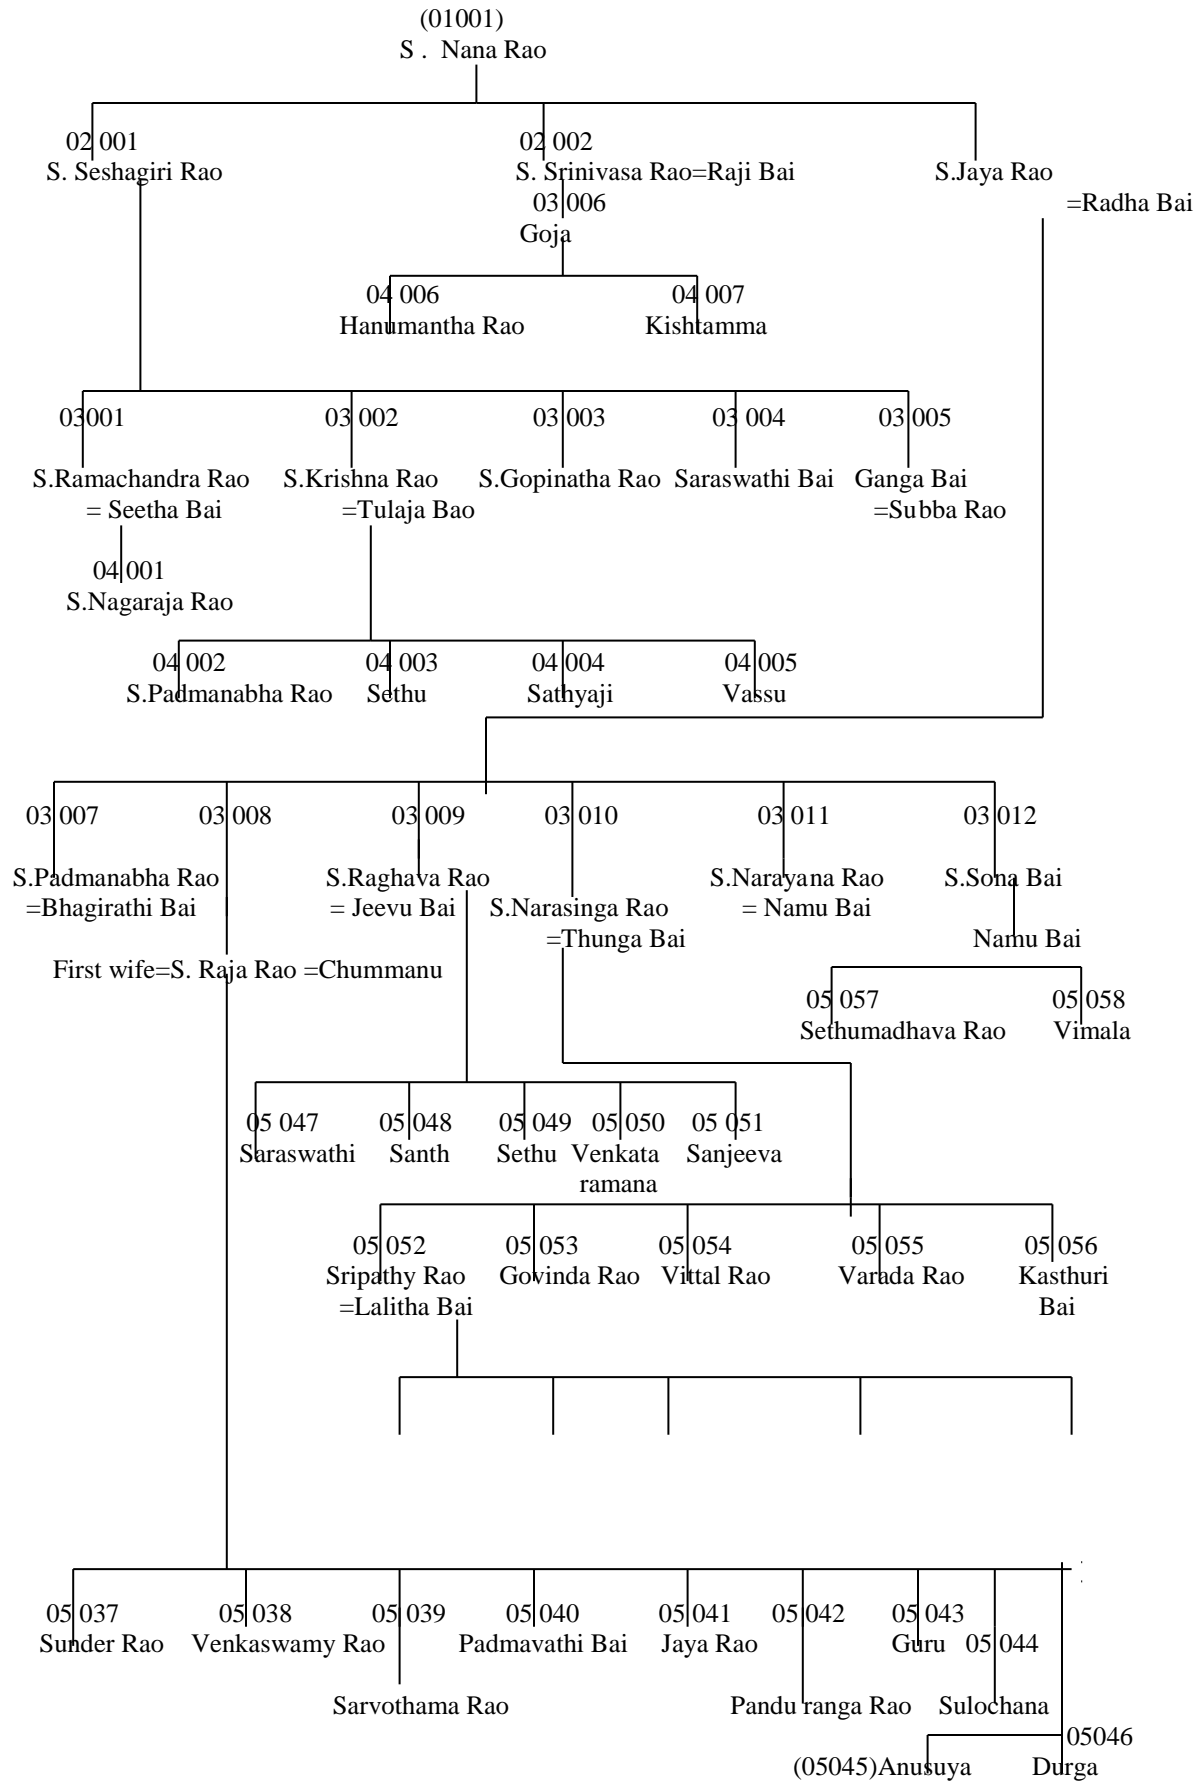 (01001)
S . Nana Rao
02 001 02 002
S. Seshagiri Rao S. Srinivasa Rao=Raji Bai S.Jaya Rao
03 006 =Radha Bai
Goja
04 006 04 007
Hanumantha Rao Kishtamma
03001 03 002 03 003 03 004 03 005
S.Ramachandra Rao S.Krishna Rao S.Gopinatha Rao Saraswathi Bai Ganga Bai
= Seetha Bai =Tulaja Bao =Subba Rao
04 001
S.Nagaraja Rao
04 002 04 003 04 004 04 005
S.Padmanabha Rao Sethu Sathyaji Vassu
03 007 03 008 03 009 03 010 03 011 03 012
S.Padmanabha Rao S.Raghava Rao S.Narayana Rao S.Sona Bai
=Bhagirathi Bai = Jeevu Bai S.Narasinga Rao = Namu Bai
=Thunga Bai Namu Bai
First wife=S. Raja Rao =Chummanu
05 057 05 058
Sethumadhava Rao Vimala
05 047 05 048 05 049 05 050 05 051
Saraswathi Santh Sethu Venkata Sanjeeva
ramana
05 052 05 053 05 054 05 055 05 056
Sripathy Rao Govinda Rao Vittal Rao Varada Rao Kasthuri
=Lalitha Bai Bai
05 037 05 038 05 039 05 040 05 041 05 042 05 043
Sunder Rao Venkaswamy Rao Padmavathi Bai Jaya Rao Guru 05 044
Sarvothama Rao Pandu ranga Rao Sulochana
05046
(05045)Anusuya Durga